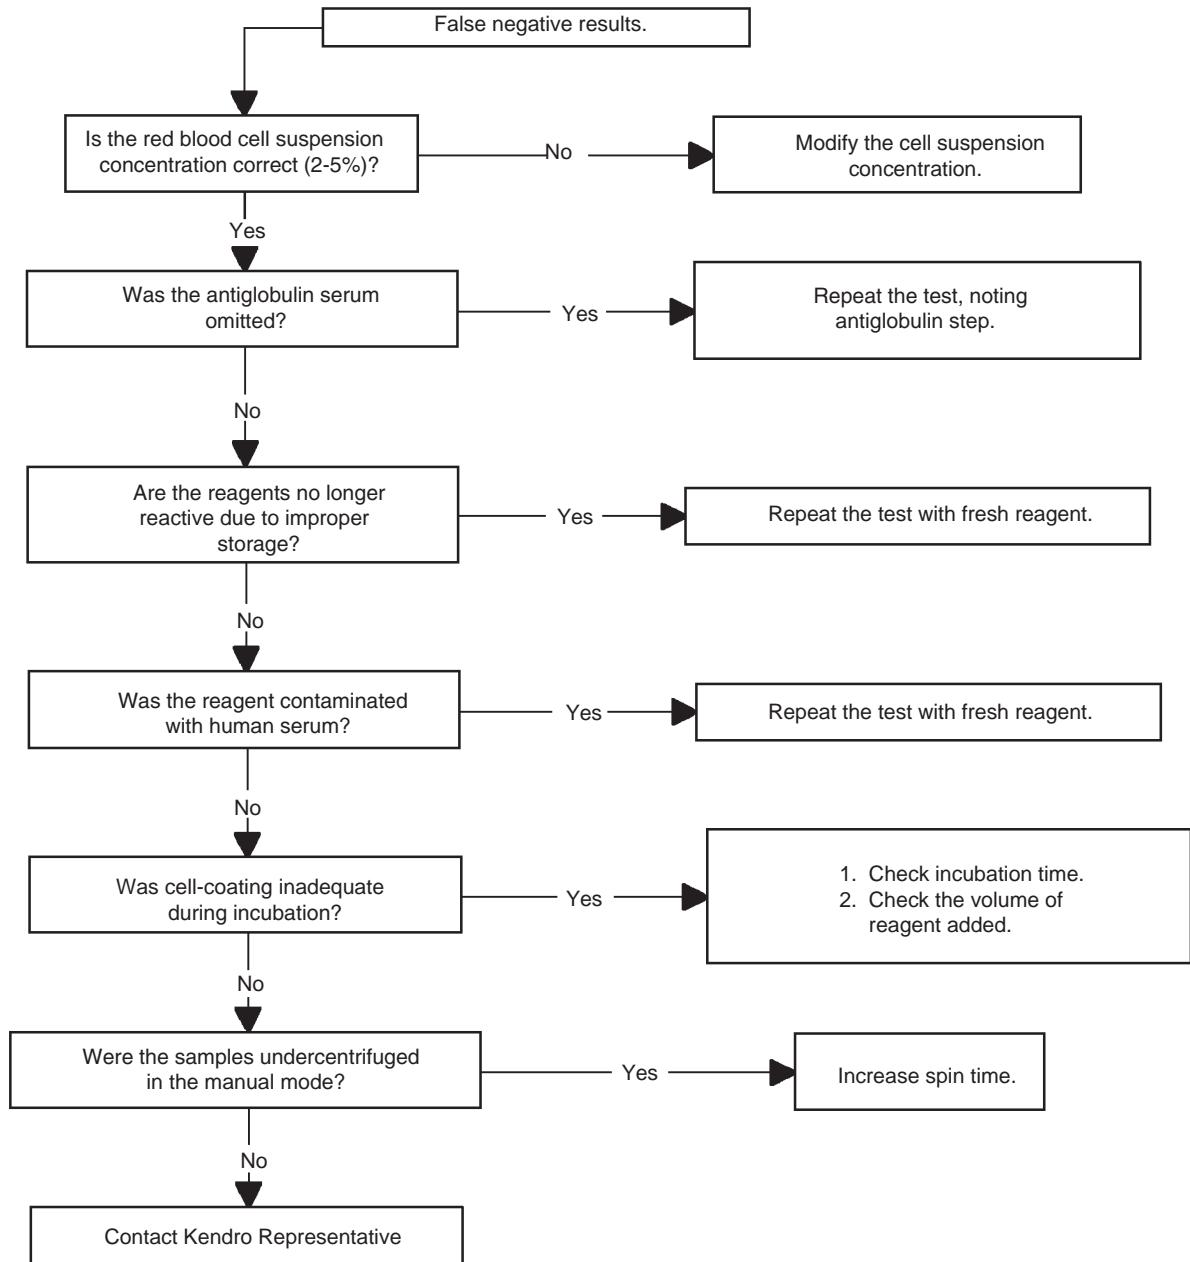 False negative results.
Is the red blood cell suspension
concentration correct (2-5%)?
No
Modify the cell suspension
concentration.
Yes
Was the antiglobulin serum
omitted?
Yes
Repeat the test, noting
antiglobulin step.
No
Are the reagents no longer
reactive due to improper
storage?
Yes
Repeat the test with fresh reagent.
No
Was the reagent contaminated
with human serum?
Yes
Repeat the test with fresh reagent.
No
Was cell-coating inadequate
during incubation?
Yes
1. Check incubation time.
2. Check the volume of
reagent added.
No
Were the samples undercentrifuged
in the manual mode?
Yes
Increase spin time.
No
Contact Kendro Representative